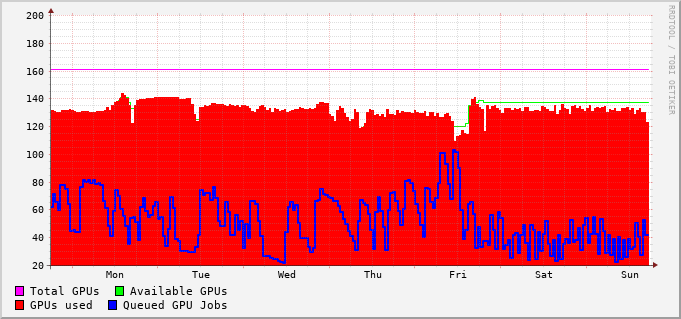 200
180
160
140
120
100
80
60
40
20
Mon Tue Wed Thu Fri Sat Sun
RRDTOOL / TOBI OETIKER
Total GPUs Available GPUs
GPUs used Queued GPU Jobs